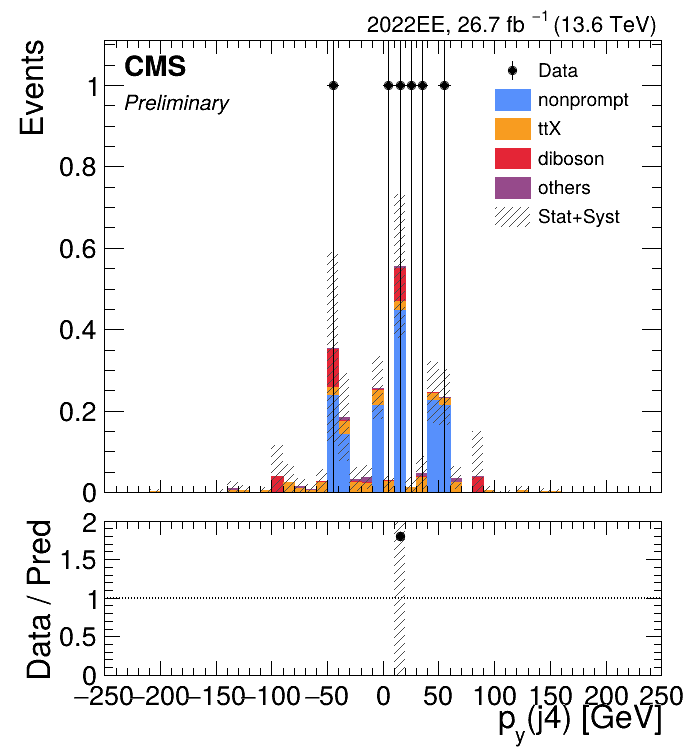 2022EE, 26.7 fb⁻¹ (13.6 TeV)
CMS
Preliminary
Data
nonprompt
ttX
diboson
others
Stat+Syst
Events
1
0.8
0.6
0.4
0.2
0
Data / Pred
2
1.5
1
0.5
0
−250 −200 −150 −100 −50 0 50 100 150 200 250
p_y(j4) [GeV]